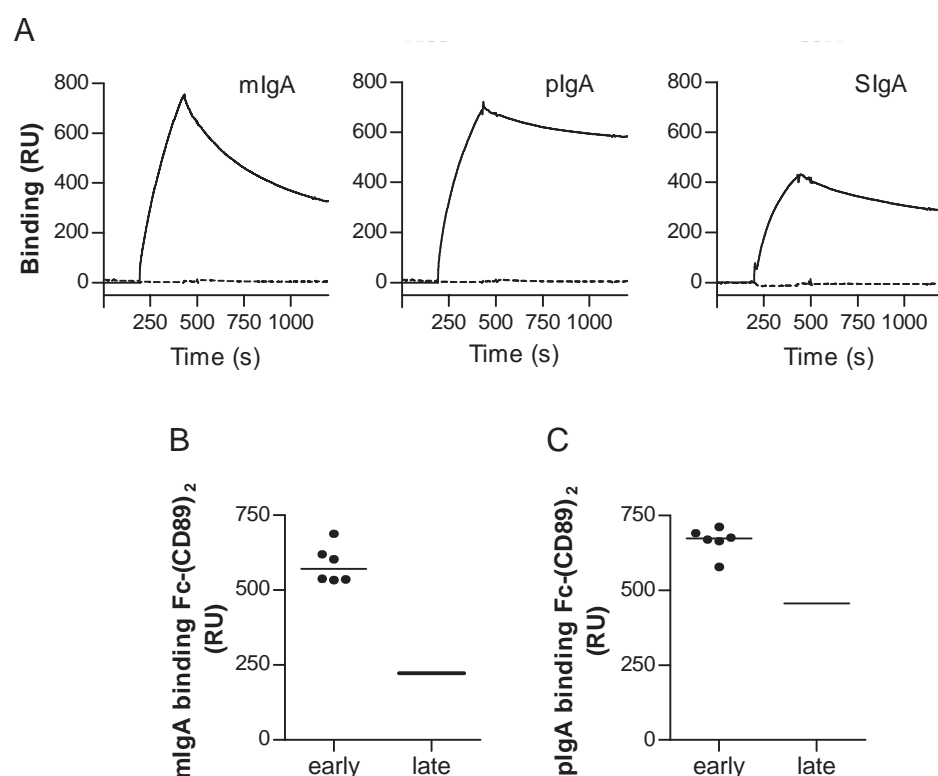 A
mIgA
pIgA
SIgA
Binding (RU)
800
600
400
200
0
250 500 750 1000
Time (s)
800
600
400
200
0
250 500 750 1000
Time (s)
800
600
400
200
0
250 500 750 1000
Time (s)
B
mIgA binding Fc-(CD89)2
(RU)
750
500
250
0
early late
C
pIgA binding Fc-(CD89)2
(RU)
750
500
250
0
early late